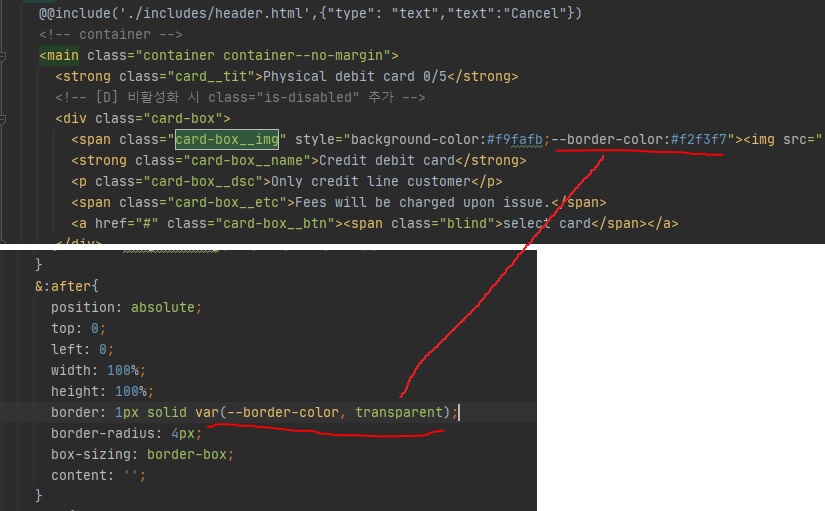 @@include('./includes/header.html',{"type": "text","text":"Cancel"})
<!-- container -->
<main class="container container--no-margin">
<strong class="card__tit">Physical debit card 0/5</strong>
<!-- [D] 비활성화 시 class="is-disabled" 추가 -->
<div class="card-box">
<span class="card-box__img" style="background-color:#f9fafb;--border-color:#f2f3f7"><img src="
<strong class="card-box__name">Credit debit card</strong>
<p class="card-box__dsc">Only credit line customer</p>
<span class="card-box__etc">Fees will be charged upon issue.</span>
<a href="#" class="card-box__btn"><span class="blind">select card</span></a>
</div>
}
&:after{
position: absolute;
top: 0;
left: 0;
width: 100%;
height: 100%;
border: 1px solid var(--border-color, transparent);
border-radius: 4px;
box-sizing: border-box;
content: '';
}